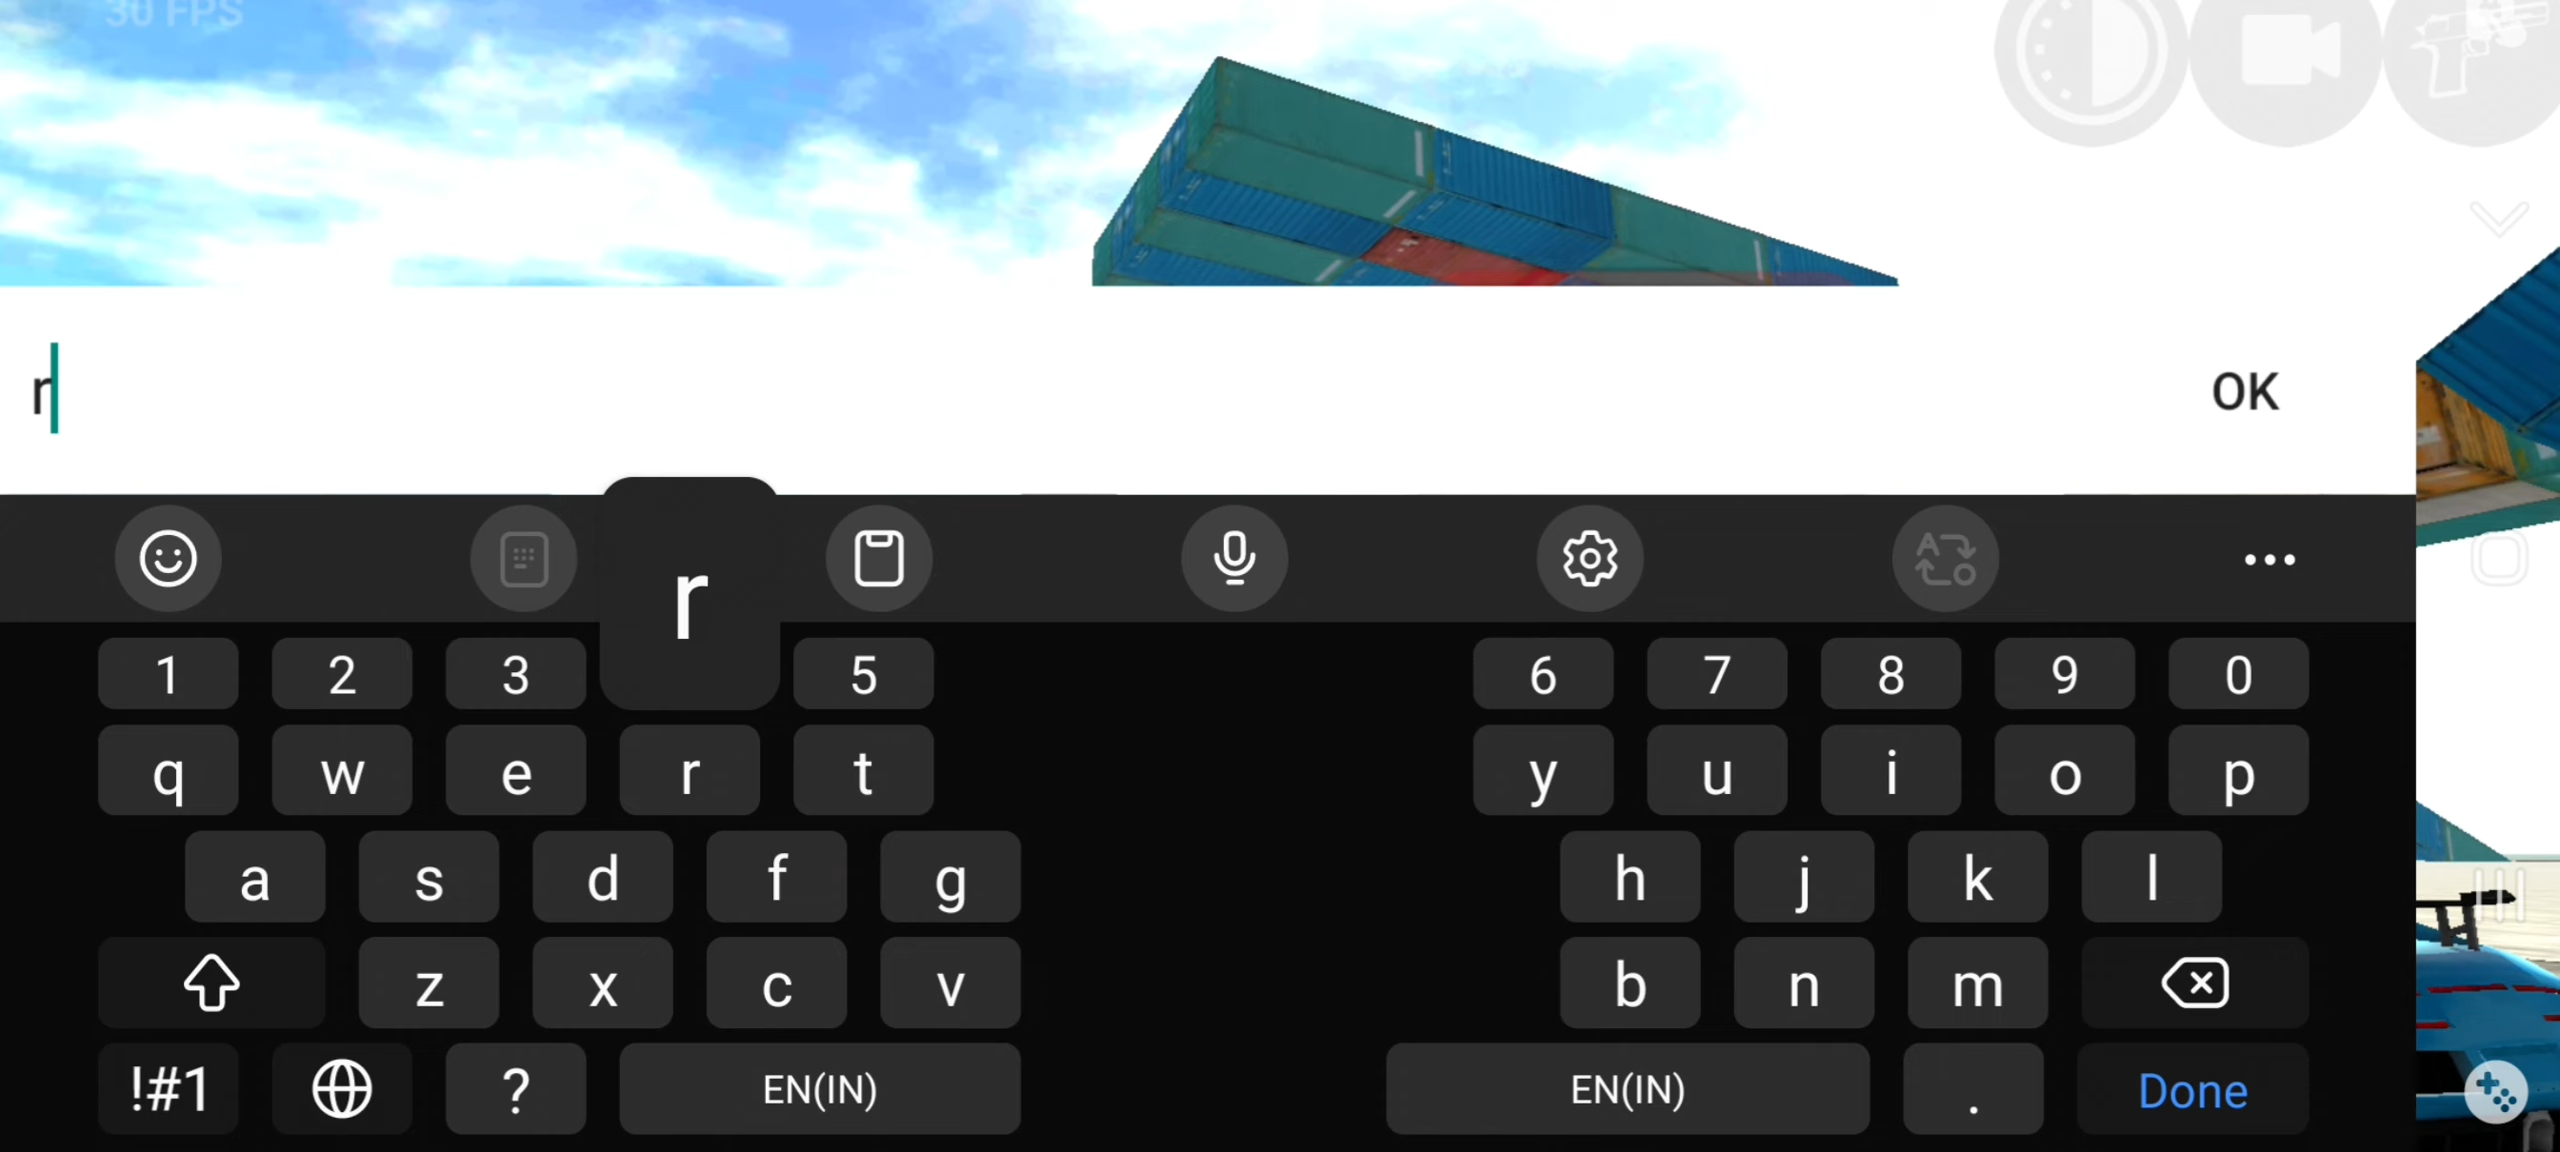 30 FPS
r
OK
r
1 2 3 5 6 7 8 9 0
q w e r t y u i o p
a s d f g h j k l
z x c v b n m
!#1 ? EN(IN) EN(IN) . Done